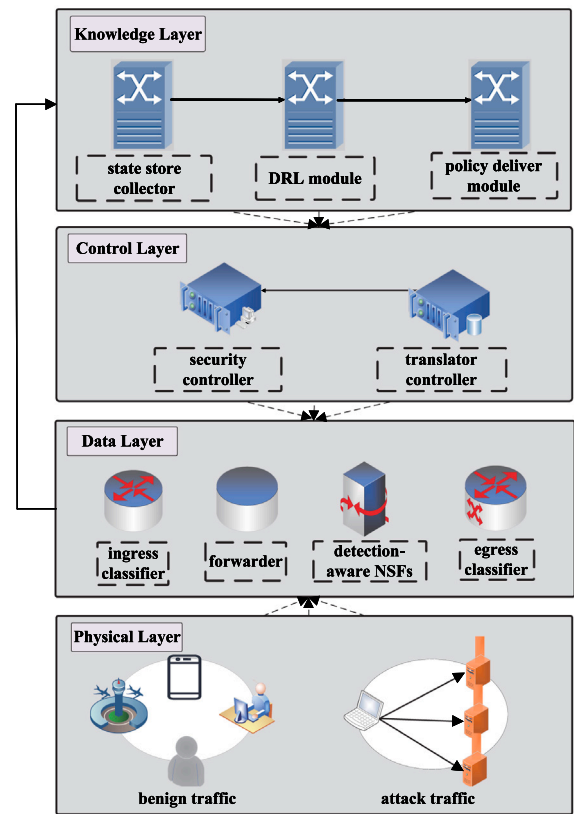 Knowledge Layer
state store
collector
DRL module
policy deliver
module
Control Layer
security
controller
translator
controller
Data Layer
ingress
classifier
forwarder
detection-
aware NSFs
egress
classifier
Physical Layer
benign traffic
attack traffic